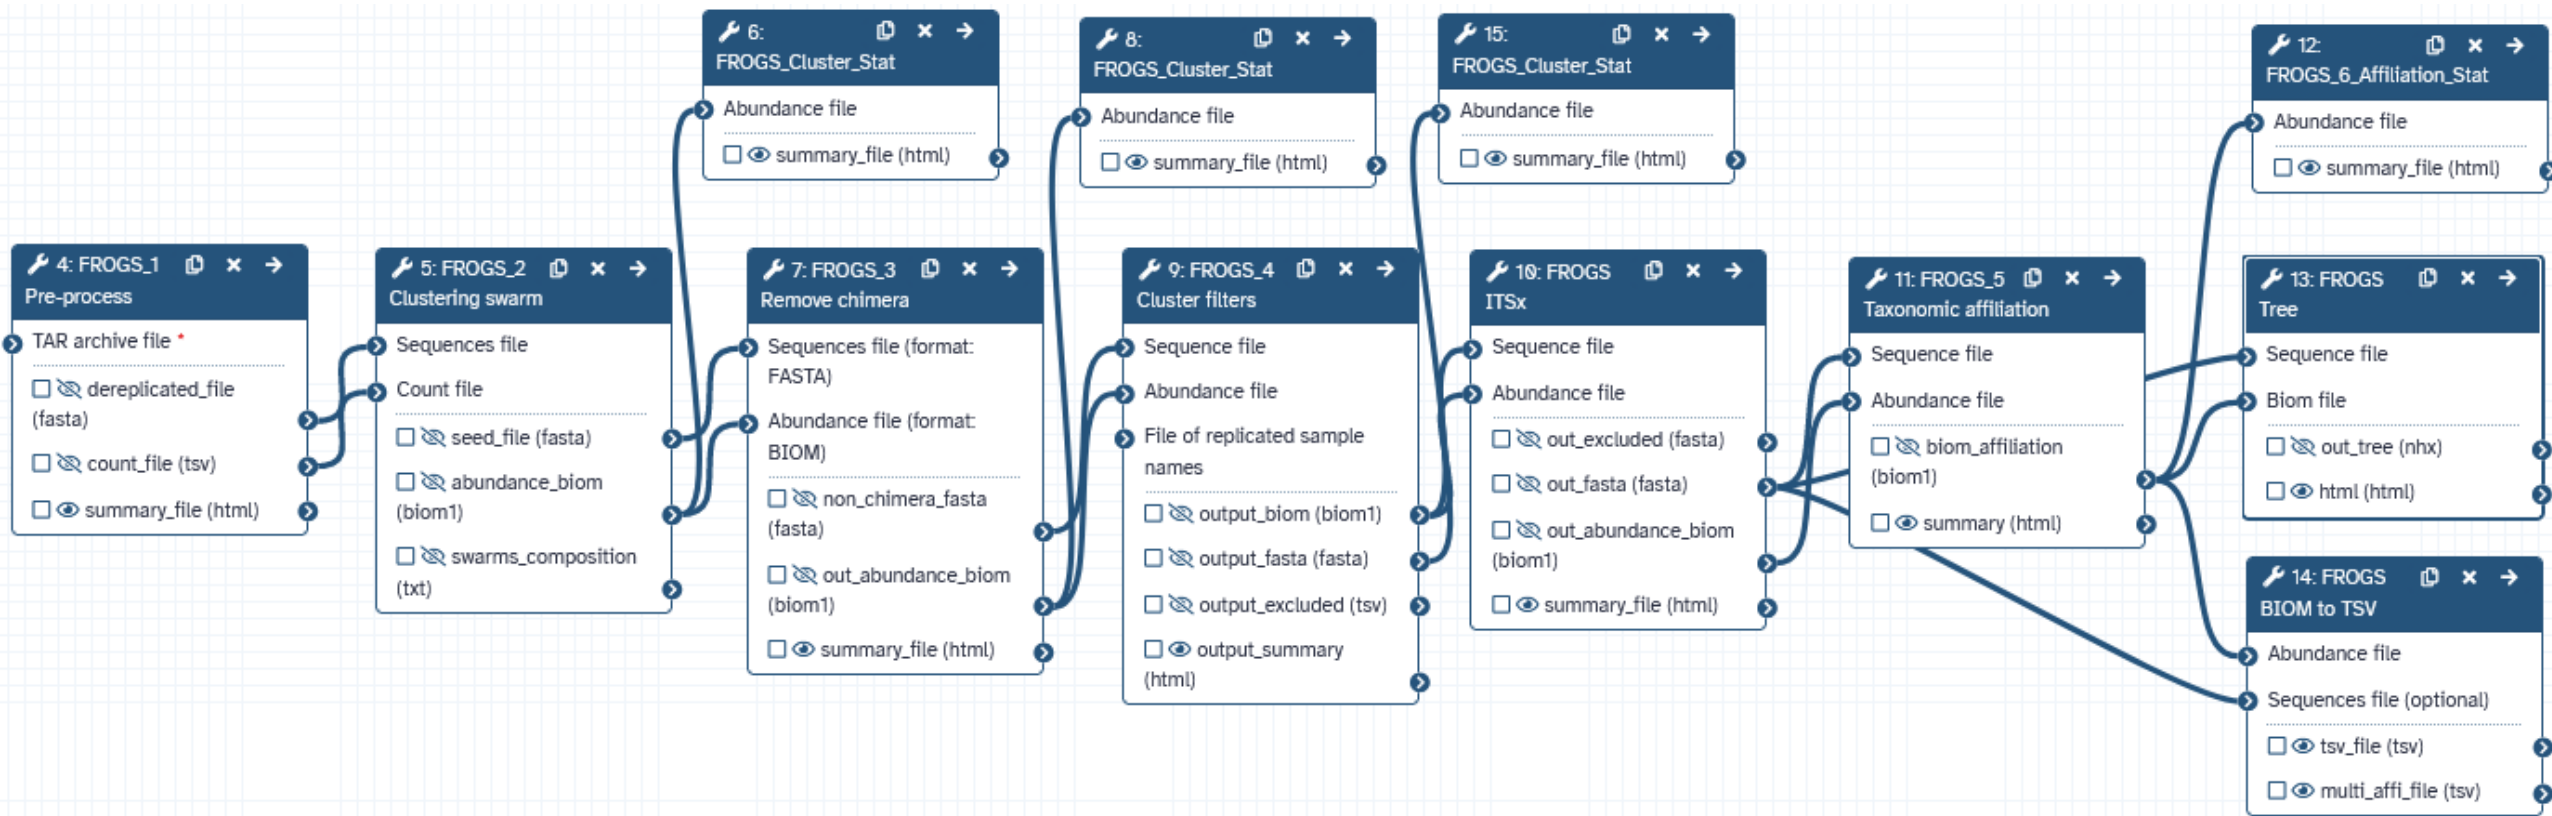 6:
FROGS_Cluster_Stat
Abundance file
summary_file (html)
8:
FROGS_Cluster_Stat
Abundance file
summary_file (html)
15:
FROGS_Cluster_Stat
Abundance file
summary_file (html)
12:
FROGS_6_Affiliation_Stat
Abundance file
summary_file (html)
4: FROGS_1
Pre-process
TAR archive file *
dereplicated_file
(fasta)
count_file (tsv)
summary_file (html)
5: FROGS_2
Clustering swarm
Sequences file
Count file
seed_file (fasta)
abundance_biom
(biom1)
swarms_composition
(txt)
7: FROGS_3
Remove chimera
Sequences file (format:
FASTA)
Abundance file (format:
BIOM)
non_chimera_fasta
(fasta)
out_abundance_biom
(biom1)
summary_file (html)
9: FROGS_4
Cluster filters
Sequence file
Abundance file
File of replicated sample
names
output_biom (biom1)
output_fasta (fasta)
output_excluded (tsv)
output_summary
(html)
10: FROGS
ITSx
Sequence file
Abundance file
out_excluded (fasta)
out_fasta (fasta)
out_abundance_biom
(biom1)
summary_file (html)
11: FROGS_5
Taxonomic affiliation
Sequence file
Abundance file
biom_affiliation
(biom1)
summary (html)
13: FROGS
Tree
Sequence file
Biom file
out_tree (nhx)
html (html)
14: FROGS
BIOM to TSV
Abundance file
Sequences file (optional)
tsv_file (tsv)
multi_affi_file (tsv)